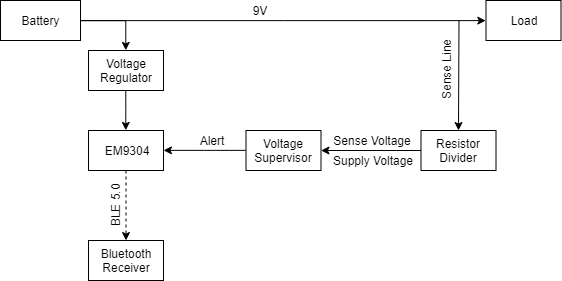 9V
Battery
Load
Voltage
Regulator
Sense Line
EM9304
Alert
Voltage
Supervisor
Sense Voltage
Supply Voltage
Resistor
Divider
BLE 5.0
Bluetooth
Receiver